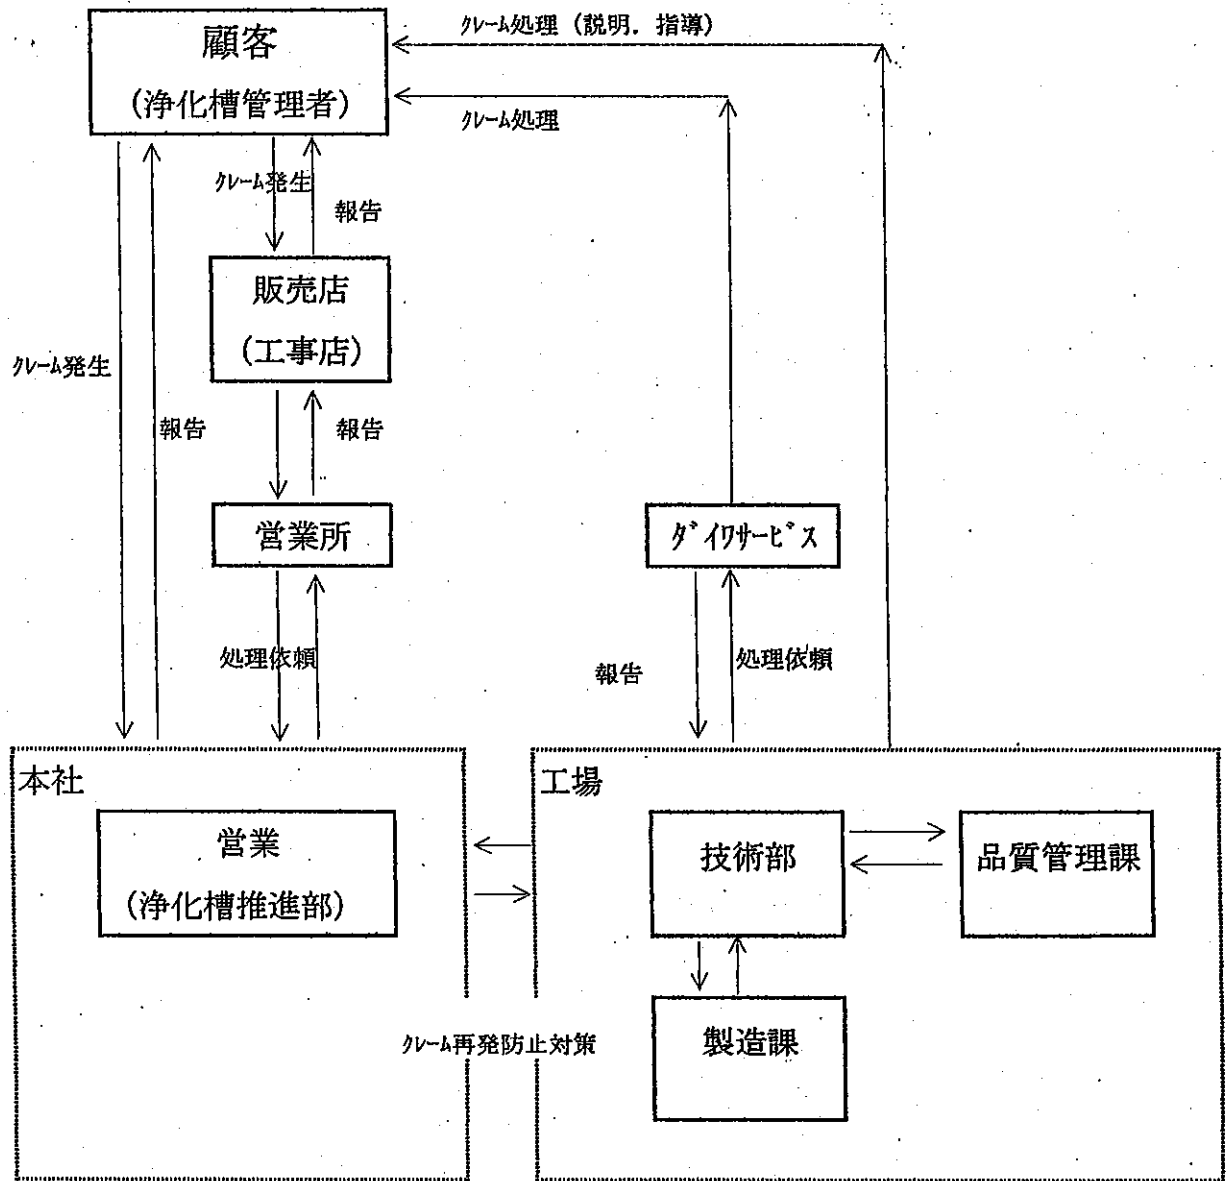 クレーム処理（説明．指導）
顧客
（浄化槽管理者）
クレーム処理
クレーム発生
報告
販売店
（工事店）
クレーム発生
報告
報告
営業所
ダイワサービス
処理依頼
報告
処理依頼
本社
工場
営業
（浄化槽推進部）
技術部
品質管理課
クレーム再発防止対策
製造課